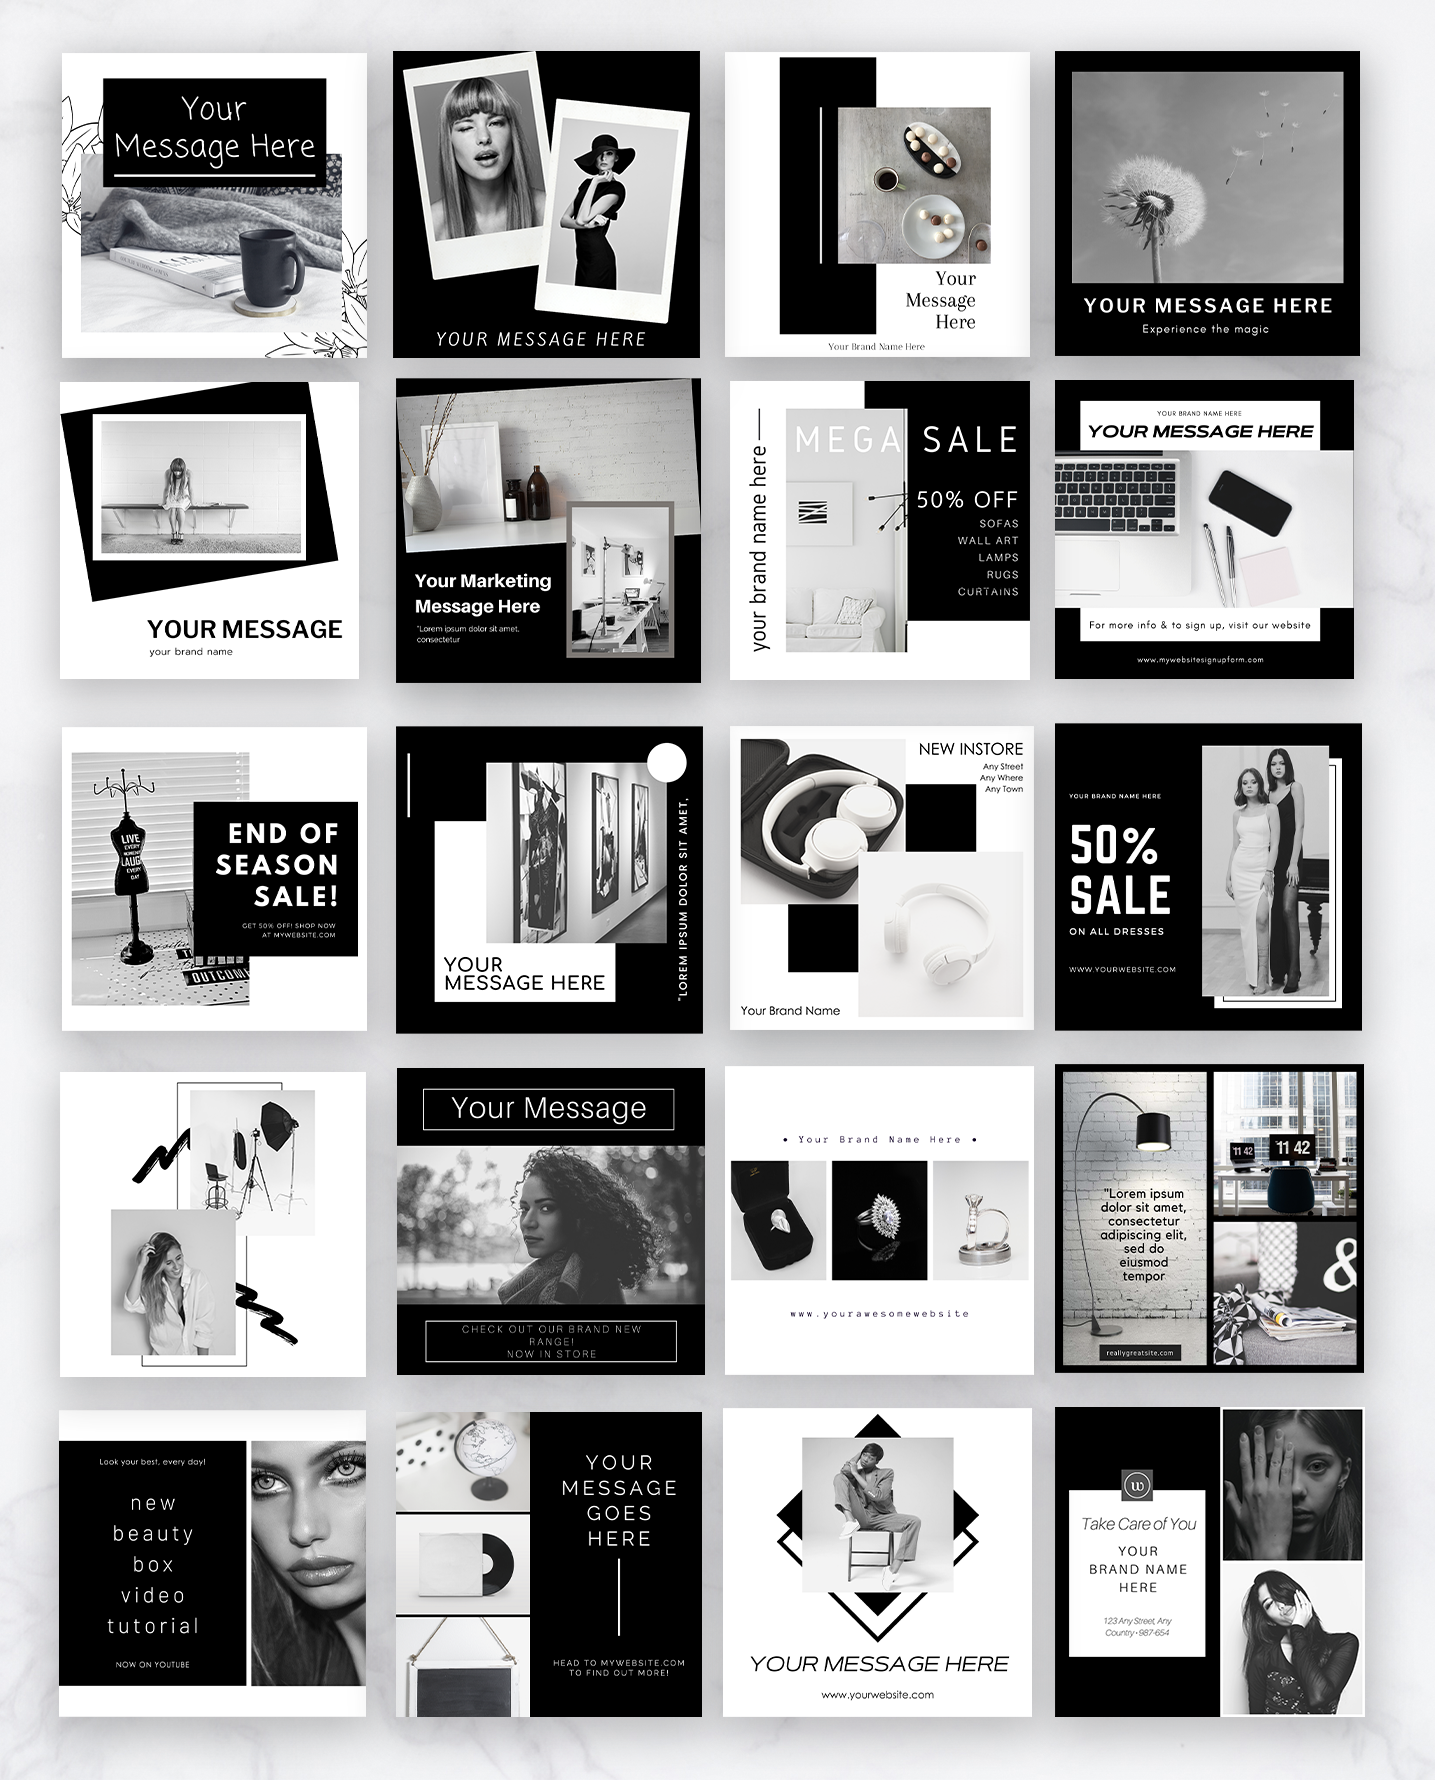 Your
Message Here
YOUR MESSAGE HERE
Your
Message
Here
Your Brand Name Here
YOUR MESSAGE HERE
Experience the magic
YOUR MESSAGE
your brand name
Your Marketing
Message Here
"Lorem ipsum dolor sit amet,
consectetur
your brand name here
MEGA SALE
50% OFF
SOFAS
WALL ART
LAMPS
RUGS
CURTAINS
YOUR BRAND NAME HERE
YOUR MESSAGE HERE
For more info & to sign up, visit our website
www.mywebsitesignupform.com
LIVE
EVERY
MOMENT
LAUGH
EVERY
DAY
END OF
SEASON
SALE!
GET 50% OFF! SHOP NOW
AT MYWEBSITE.COM
OUTCOME
YOUR
MESSAGE HERE
"LOREM IPSUM DOLOR SIT AMET,
NEW INSTORE
Any Street
Any Where
Any Town
Your Brand Name
YOUR BRAND NAME HERE
50%
SALE
ON ALL DRESSES
WWW.YOURWEBSITE.COM
Your Message
CHECK OUT OUR BRAND NEW
RANGE!
NOW IN STORE
• Your Brand Name Here •
www.yourawesomewebsite
"Lorem ipsum
dolor sit amet,
consectetur
adipiscing elit,
sed do
eiusmod
tempor
reallygreatsite.com
11 42
11 42
&
Look your best, every day!
new
beauty
box
video
tutorial
NOW ON YOUTUBE
YOUR
MESSAGE
GOES
HERE
HEAD TO MYWEBSITE.COM
TO FIND OUT MORE!
YOUR MESSAGE HERE
www.yourwebsite.com
w
Take Care of You
YOUR
BRAND NAME
HERE
123 Any Street, Any
Country • 987-654